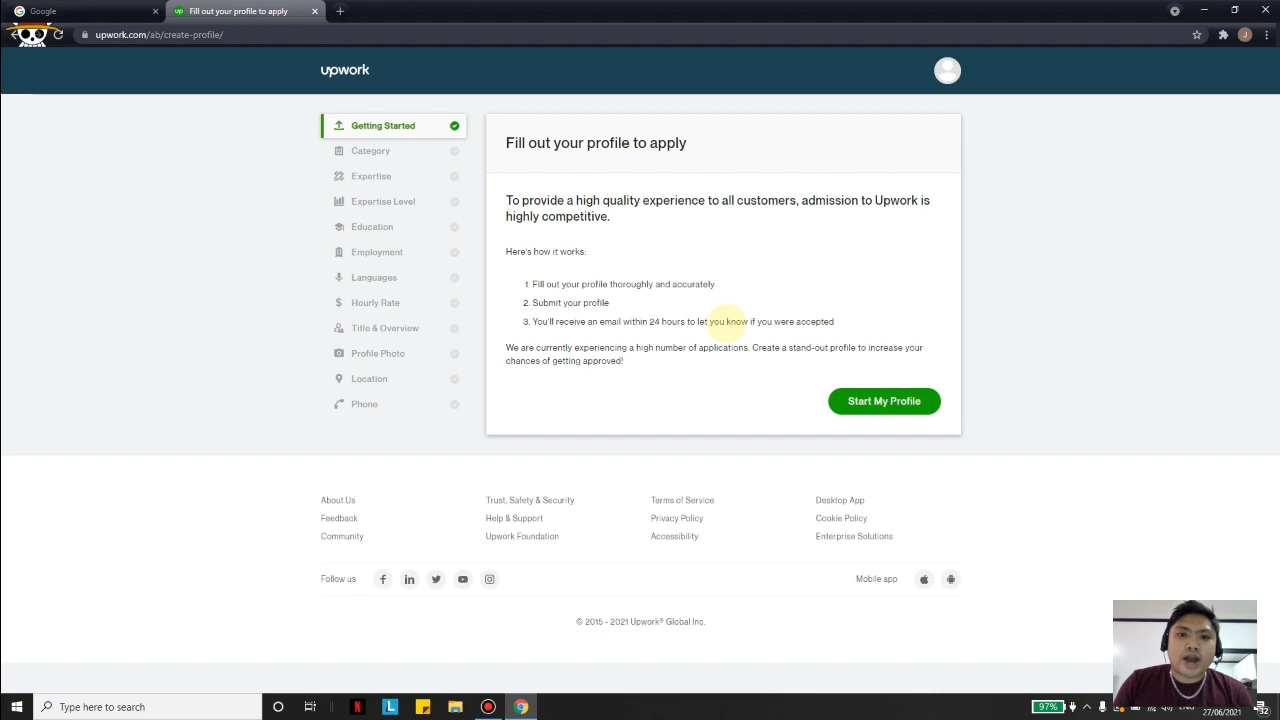 Google
up Fill out your profile to apply
upwork.com/ab/create-profile/
J
upwork
Getting Started
Category
Expertise
Expertise Level
Education
Employment
Languages
Hourly Rate
Title & Overview
Profile Photo
Location
Phone
Fill out your profile to apply
To provide a high quality experience to all customers, admission to Upwork is
highly competitive.
Here's how it works:
1. Fill out your profile thoroughly and accurately
2. Submit your profile
3. You'll receive an email within 24 hours to let you know if you were accepted
We are currently experiencing a high number of applications. Create a stand-out profile to increase your
chances of getting approved!
Start My Profile
About Us
Feedback
Community
Trust, Safety & Security
Help & Support
Upwork Foundation
Terms of Service
Privacy Policy
Accessibility
Desktop App
Cookie Policy
Enterprise Solutions
Follow us
Mobile app
© 2015 - 2021 Upwork® Global Inc.
Type here to search
N
L
97%
ENG
27/06/2021